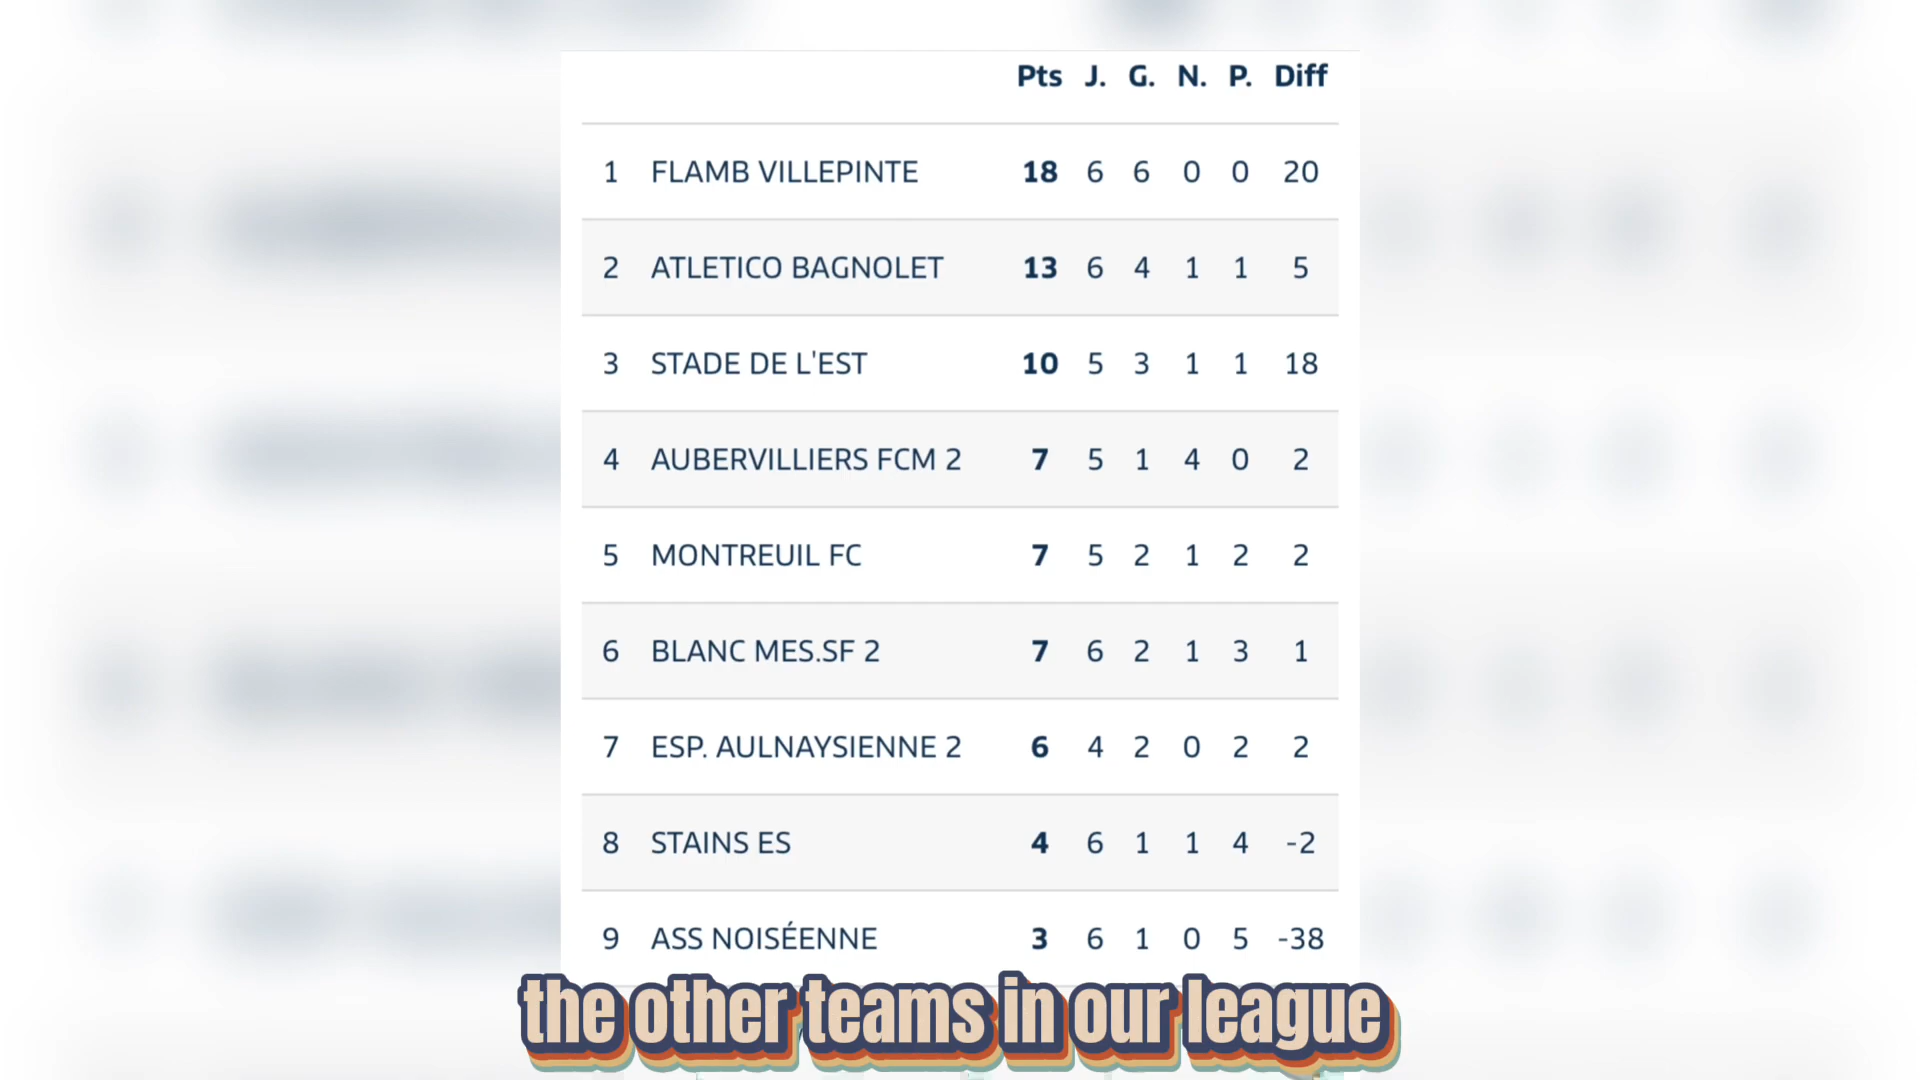 Pts J. G. N. P. Diff
1 FLAMB VILLEPINTE 18 6 6 0 0 20
2 ATLETICO BAGNOLET 13 6 4 1 1 5
3 STADE DE L'EST 10 5 3 1 1 18
4 AUBERVILLIERS FCM 2 7 5 1 4 0 2
5 MONTREUIL FC 7 5 2 1 2 2
6 BLANC MES.SF 2 7 6 2 1 3 1
7 ESP. AULNAYSIENNE 2 6 4 2 0 2 2
8 STAINS ES 4 6 1 1 4 -2
9 ASS NOISÉENNE 3 6 1 0 5 -38
the other teams in our league